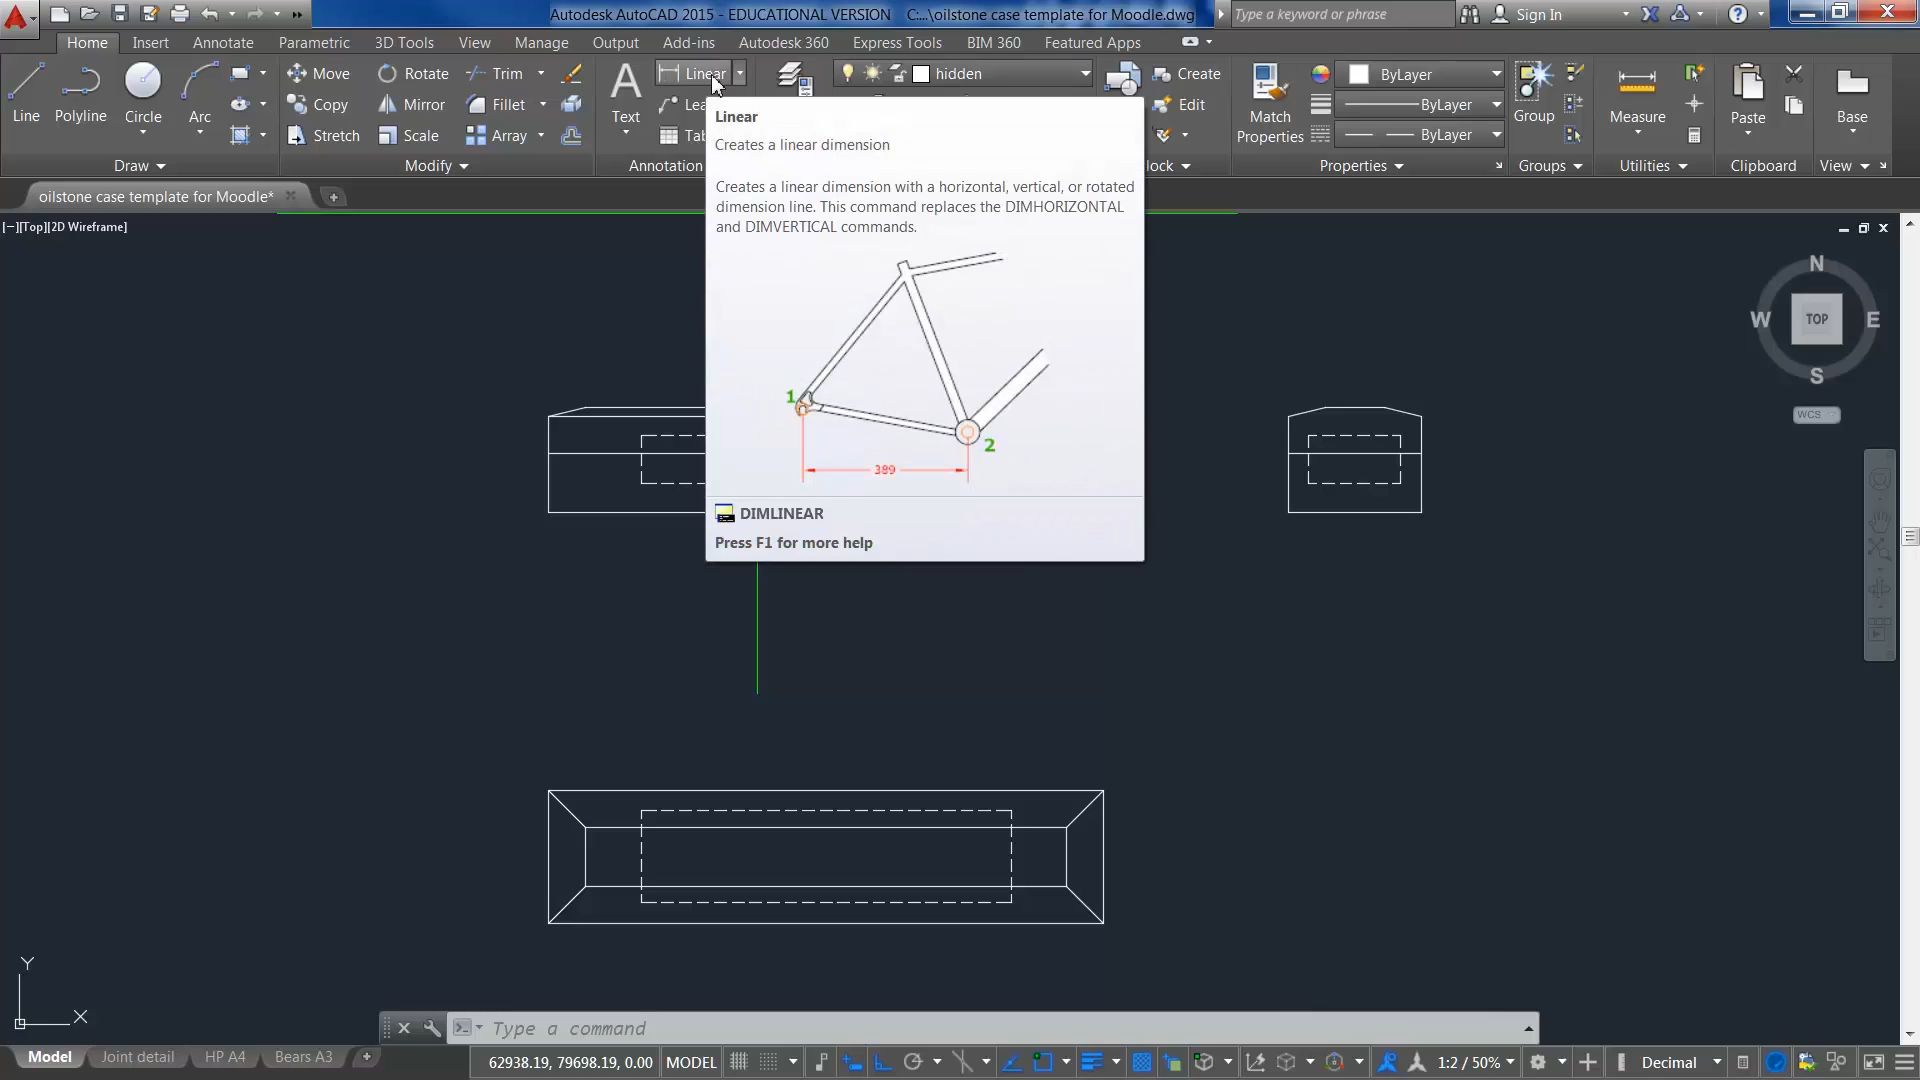 Autodesk AutoCAD 2015 - EDUCATIONAL VERSION C:...\oilstone case template for Moodle.dwg
Type a keyword or phrase
Sign In
Home Insert Annotate Parametric 3D Tools View Manage Output Add-ins Autodesk 360 Express Tools BIM 360 Featured Apps
Move Rotate Trim Linear hidden Create ByLayer
Copy Mirror Fillet Lea Edit ByLayer
Line Polyline Circle Arc Text Match Properties Group Measure Paste Base
Stretch Scale Array Tab ByLayer
Draw Modify Annotation lock Properties Groups Utilities Clipboard View
oilstone case template for Moodle*
[−][Top][2D Wireframe]
Linear
Creates a linear dimension
Creates a linear dimension with a horizontal, vertical, or rotated
dimension line. This command replaces the DIMHORIZONTAL
and DIMVERTICAL commands.
1
2
389
DIMLINEAR
Press F1 for more help
N
W TOP E
S
WCS
Y
X
Type a command
Model Joint detail HP A4 Bears A3
62938.19, 79698.19, 0.00 MODEL 1:2 / 50% Decimal